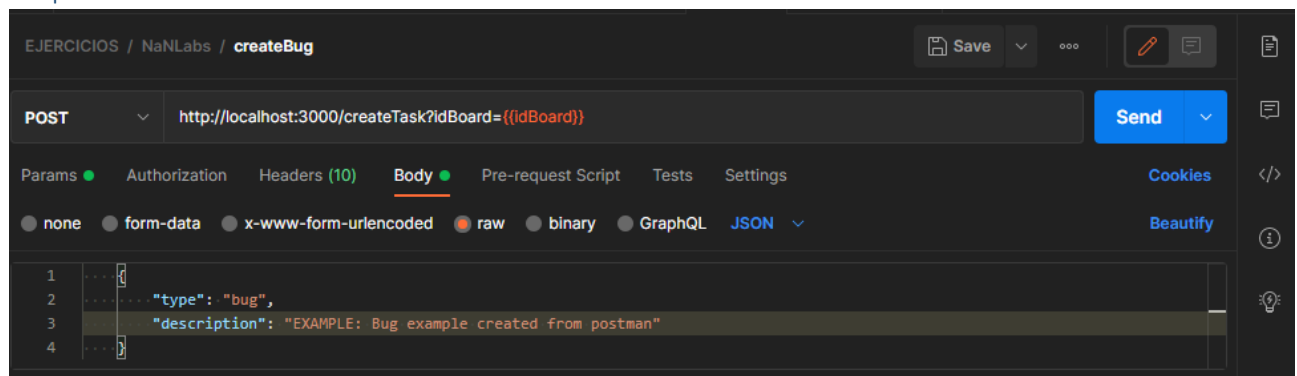 EJERCICIOS / NaNLabs / createBug Save
POST http://localhost:3000/createTask?idBoard={{idBoard}} Send
Params Authorization Headers (10) Body Pre-request Script Tests Settings Cookies
none form-data x-www-form-urlencoded raw binary GraphQL JSON Beautify
1 {
2 "type": "bug",
3 "description": "EXAMPLE: Bug example created from postman"
4 }